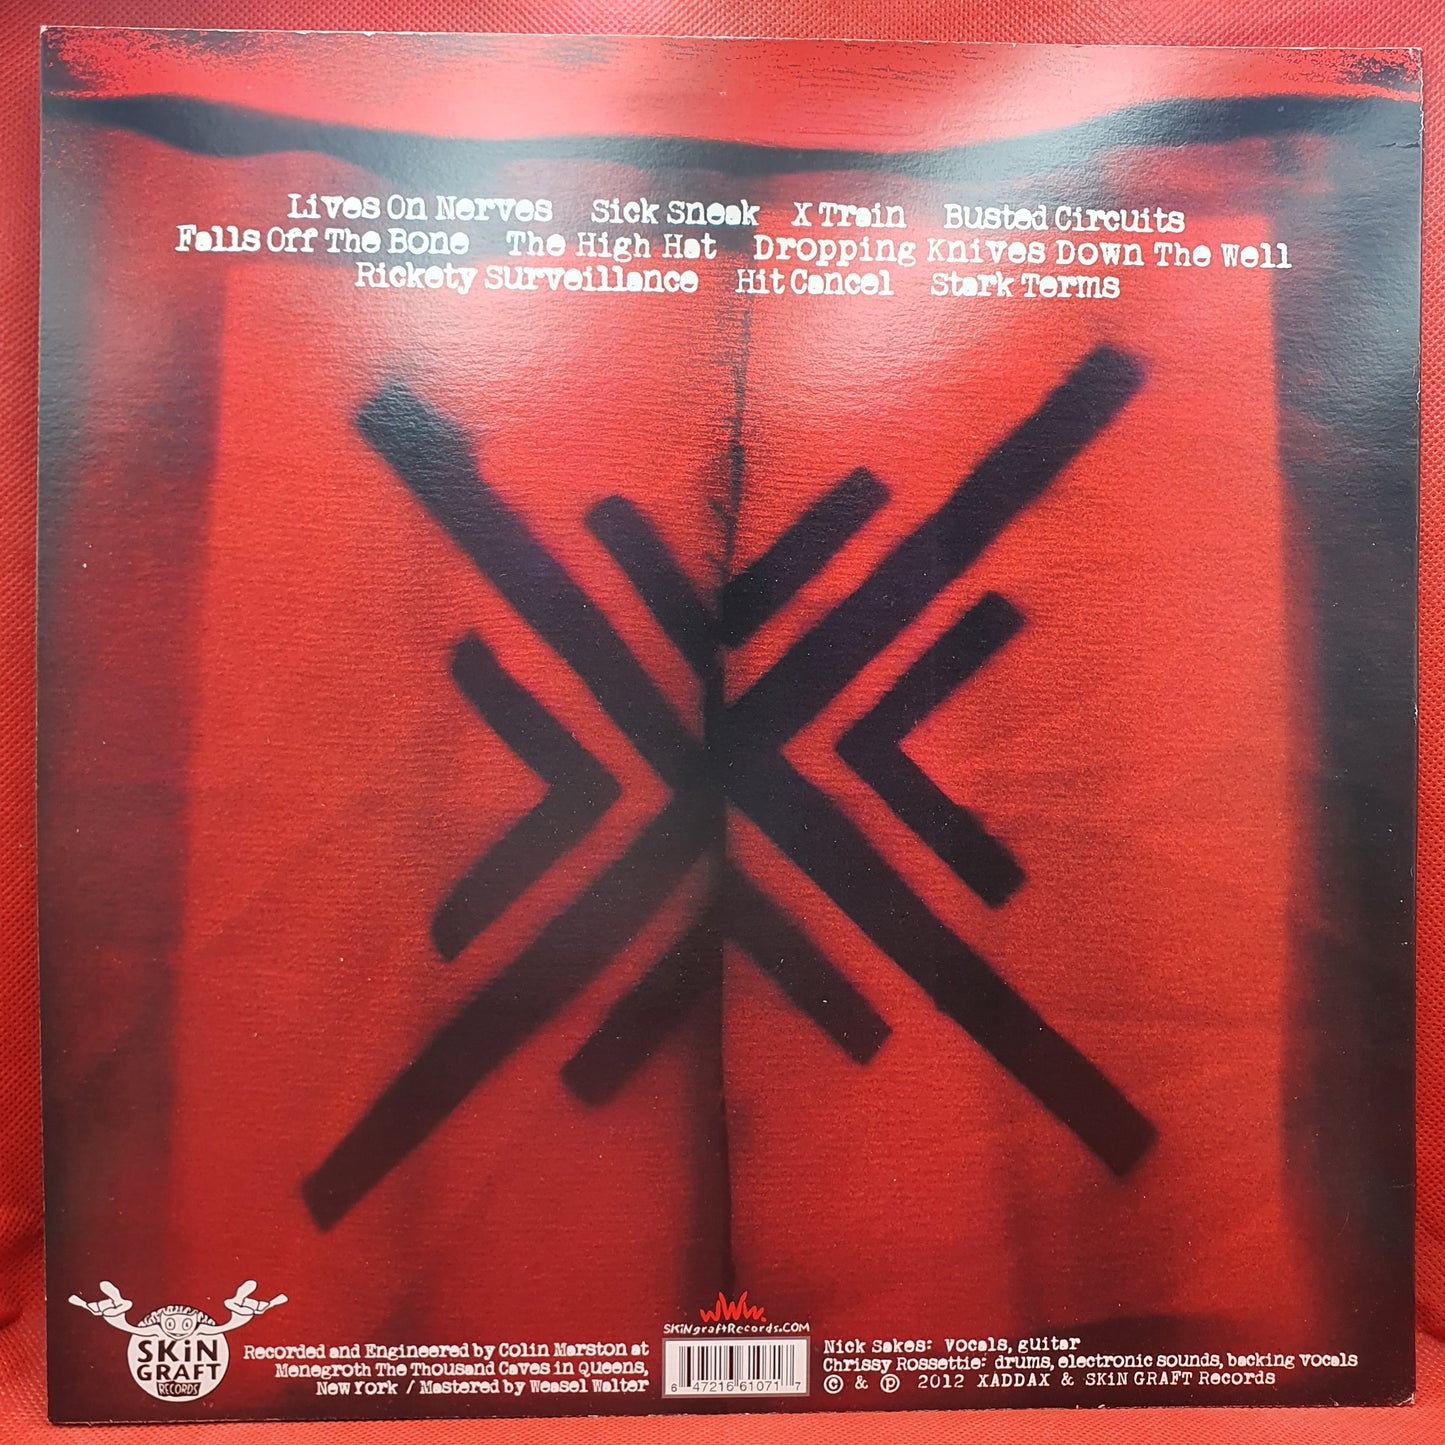 Lives On Nerves Sick Sneak X Train Busted Circuits
Falls Off The Bone The High Hat Dropping Knives Down The Well
Rickety Surveillance Hit Cancel Stark Terms
SKiN
GRAFT
RECORDS
Recorded and Engineered by Colin Marston at
Menegroth The Thousand Caves in Queens,
New York / Mastered by Weasel Walter
WWW.
SKiNgraftRecords.COM
6 47216 61071 7
Nick Sakes: vocals, guitar
Chrissy Rossettie: drums, electronic sounds, backing vocals
© & ℗ 2012 XADDAX & SKiN GRAFT Records